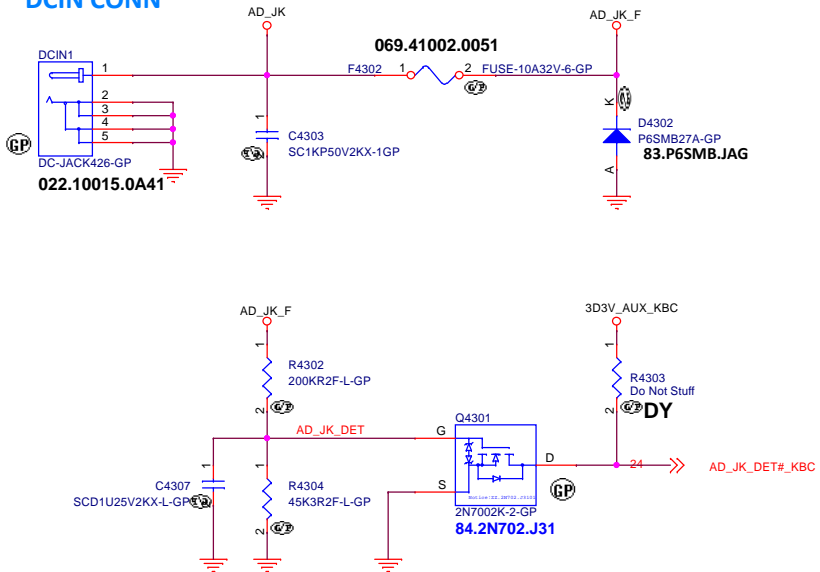 DCIN CONN
AD_JK
AD_JK_F
069.41002.0051
DCIN1
F4302
1
2
FUSE-10A32V-6-GP
G/P
1
2
3
4
5
GP
DC-JACK426-GP
022.10015.0A41
1
C4303
SC1KP50V2KX-1GP
K
D4302
P6SMB27A-GP
83.P6SMB.JAG
A
AD_JK_F
3D3V_AUX_KBC
1
R4302
200KR2F-L-GP
2
G/P
1
R4303
Do Not Stuff
2
G/P
DY
AD_JK_DET
Q4301
G
D
S
24
AD_JK_DET#_KBC
GP
1
C4307
SCD1U25V2KX-L-GP
1
R4304
45K3R2F-L-GP
2
G/P
2N7002K-2-GP
84.2N702.J31